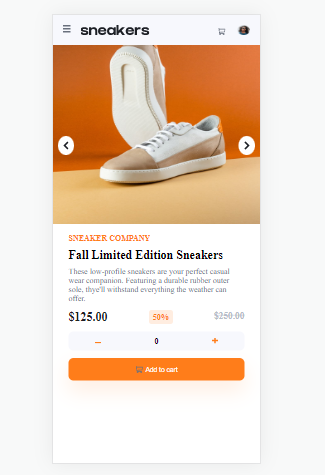 sneakers
SNEAKER COMPANY
Fall Limited Edition Sneakers
These low-profile sneakers are your perfect casual
wear companion. Featuring a durable rubber outer
sole, thye'll withstand everything the weather can
offer.
$125.00 50% $250.00
– 0 +
Add to cart